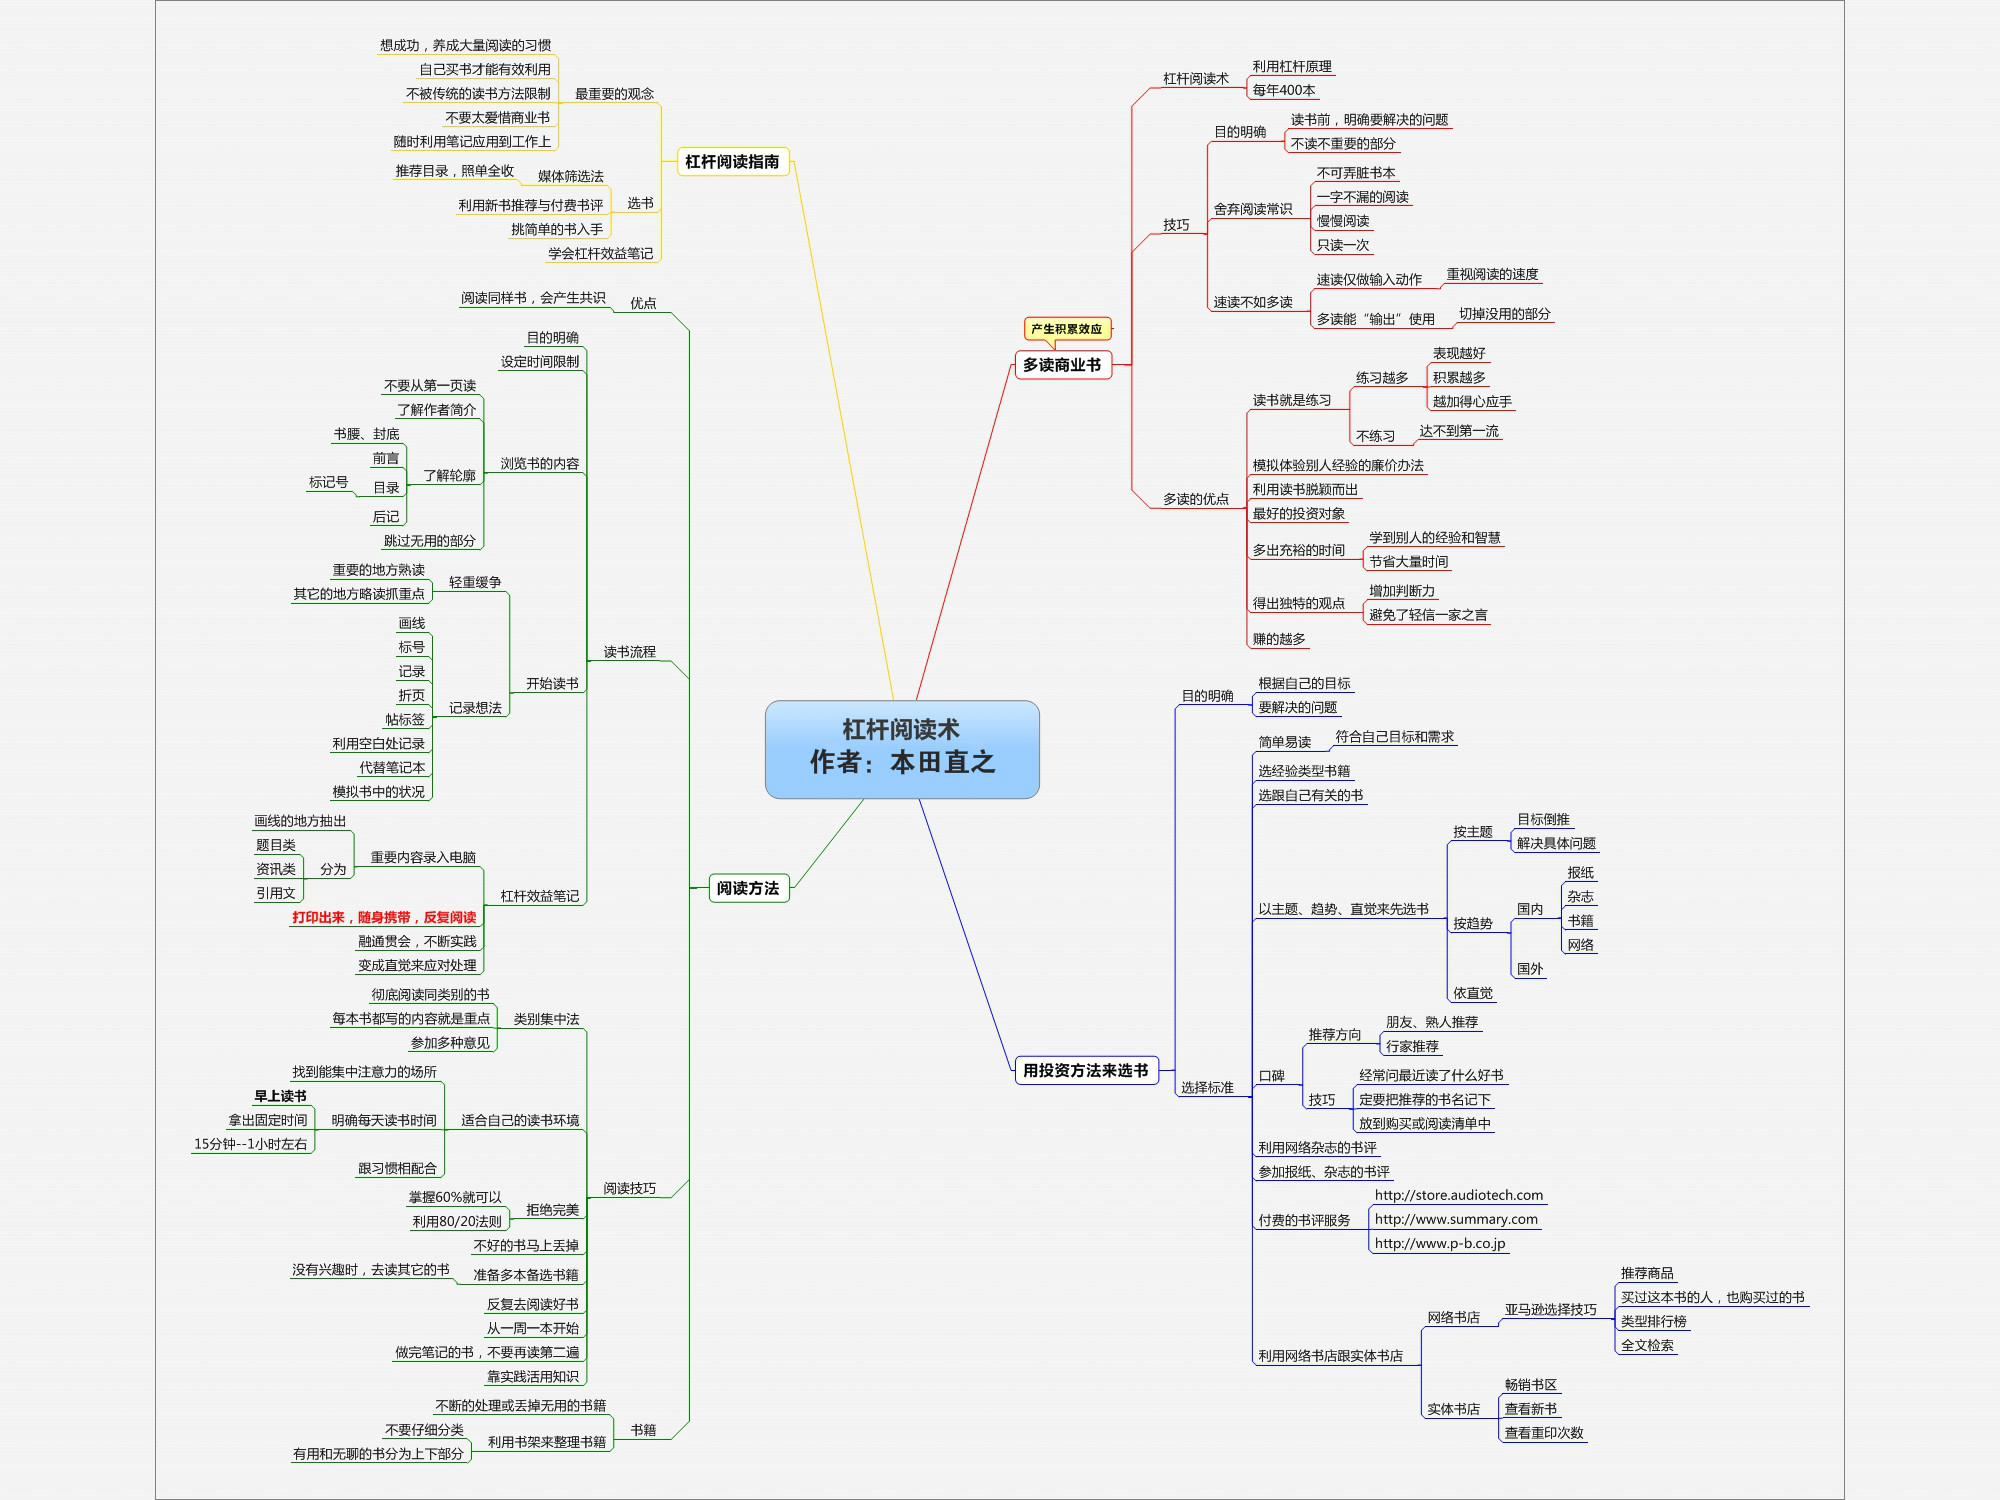 杠杆阅读术
作者：本田直之
多读商业书
产生积累效应
杠杆阅读术
利用杠杆原理
每年400本
技巧
目的明确
读书前，明确要解决的问题
不读不重要的部分
舍弃阅读常识
不可弄脏书本
一字不漏的阅读
慢慢阅读
只读一次
速读不如多读
速读仅做输入动作
重视阅读的速度
多读能“输出”使用
切掉没用的部分
多读的优点
读书就是练习
练习越多
表现越好
积累越多
越加得心应手
不练习
达不到第一流
模拟体验别人经验的廉价办法
利用读书脱颖而出
最好的投资对象
多出充裕的时间
学到别人的经验和智慧
节省大量时间
得出独特的观点
增加判断力
避免了轻信一家之言
赚的越多
用投资方法来选书
目的明确
根据自己的目标
要解决的问题
选择标准
简单易读
符合自己目标和需求
选经验类型书籍
选跟自己有关的书
以主题、趋势、直觉来先选书
按主题
目标倒推
解决具体问题
按趋势
国内
报纸
杂志
书籍
网络
国外
依直觉
口碑
推荐方向
朋友、熟人推荐
行家推荐
技巧
经常问最近读了什么好书
定要把推荐的书名记下
放到购买或阅读清单中
利用网络杂志的书评
参加报纸、杂志的书评
付费的书评服务
http://store.audiotech.com
http://www.summary.com
http://www.p-b.co.jp
利用网络书店跟实体书店
网络书店
亚马逊选择技巧
推荐商品
买过这本书的人，也购买过的书
类型排行榜
全文检索
实体书店
畅销书区
查看新书
查看重印次数
杠杆阅读指南
最重要的观念
想成功，养成大量阅读的习惯
自己买书才能有效利用
不被传统的读书方法限制
不要太爱惜商业书
随时利用笔记应用到工作上
选书
媒体筛选法
推荐目录，照单全收
利用新书推荐与付费书评
挑简单的书入手
学会杠杆效益笔记
阅读方法
优点
阅读同样书，会产生共识
读书流程
目的明确
设定时间限制
浏览书的内容
不要从第一页读
了解作者简介
了解轮廓
书腰、封底
前言
目录
标记号
后记
跳过无用的部分
开始读书
轻重缓争
重要的地方熟读
其它的地方略读抓重点
记录想法
画线
标号
记录
折页
帖标签
利用空白处记录
代替笔记本
模拟书中的状况
杠杆效益笔记
重要内容录入电脑
画线的地方抽出
分为
题目类
资讯类
引用文
打印出来，随身携带，反复阅读
融通贯会，不断实践
变成直觉来应对处理
阅读技巧
类别集中法
彻底阅读同类别的书
每本书都写的内容就是重点
参加多种意见
适合自己的读书环境
找到能集中注意力的场所
明确每天读书时间
早上读书
拿出固定时间
15分钟--1小时左右
跟习惯相配合
拒绝完美
掌握60%就可以
利用80/20法则
不好的书马上丢掉
准备多本备选书籍
没有兴趣时，去读其它的书
反复去阅读好书
从一周一本开始
做完笔记的书，不要再读第二遍
靠实践活用知识
书籍
不断的处理或丢掉无用的书籍
利用书架来整理书籍
不要仔细分类
有用和无聊的书分为上下部分